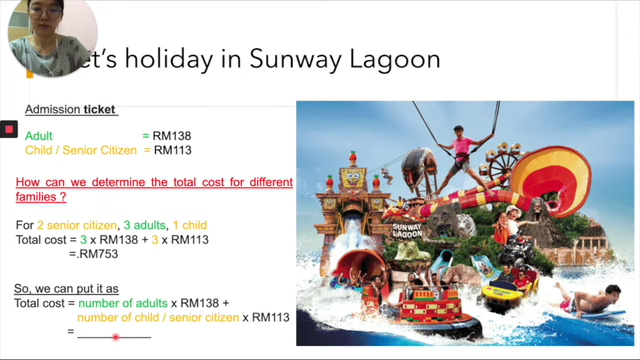 et's holiday in Sunway Lagoon
Admission ticket
Adult = RM138
Child / Senior Citizen = RM113
How can we determine the total cost for different
families ?
For 2 senior citizen, 3 adults, 1 child
Total cost = 3 x RM138 + 3 x RM113
=.RM753
So, we can put it as
Total cost = number of adults x RM138 +
number of child / senior citizen x RM113
= ____________
SUNWAY
LAGOON